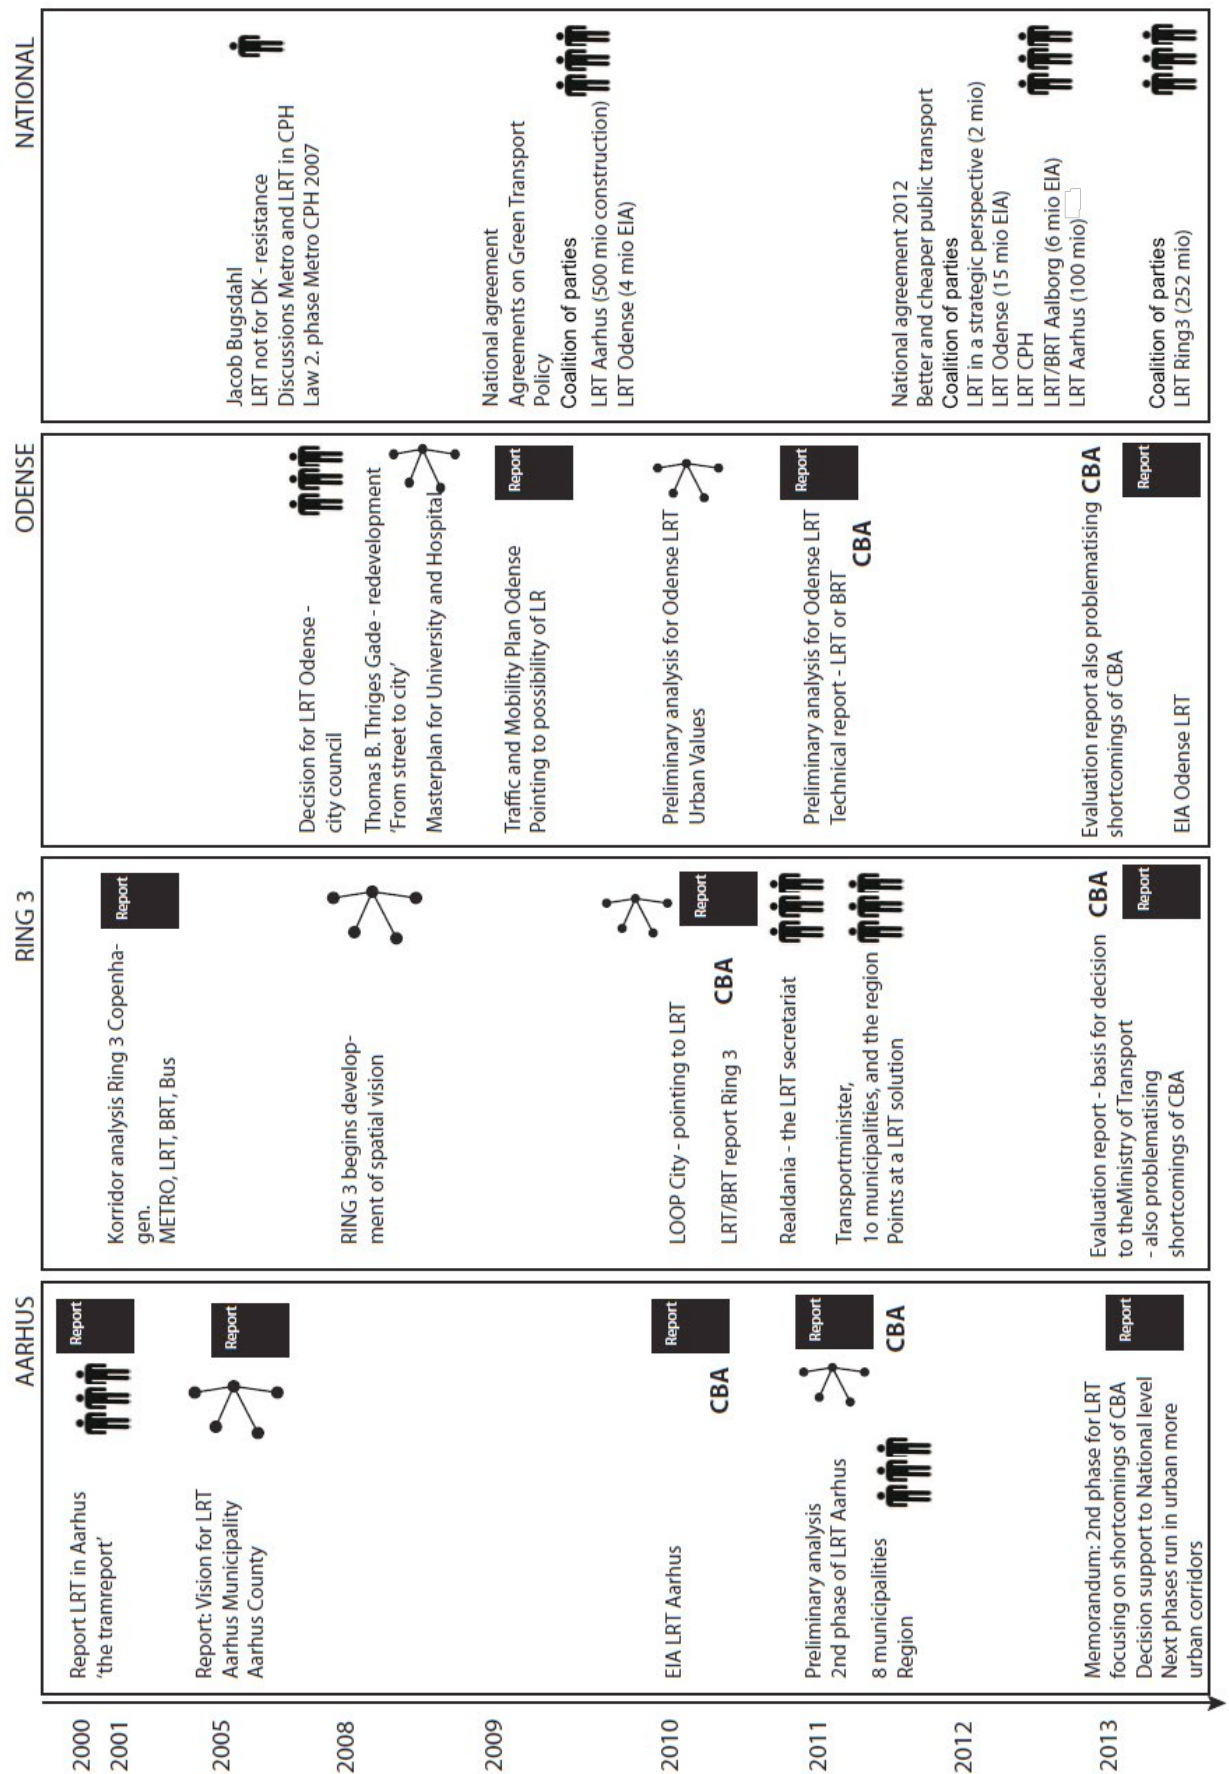 AARHUS
RING 3
ODENSE
NATIONAL
2000
2001
2005
2008
2009
2010
2011
2012
2013
Report LRT in Aarhus
'the tramreport'
Report
Report: Vision for LRT
Aarhus Municipality
Aarhus County
Report
EIA LRT Aarhus
CBA
Report
Preliminary analysis
2nd phase of LRT Aarhus
8 municipalities
Region
Report
CBA
Memorandum: 2nd phase for LRT
focusing on shortcomings of CBA
Decision support to National level
Next phases run in urban more
urban corridors
Report
Korridor analysis Ring 3 Copenha-
gen.
METRO, LRT, BRT, Bus
Report
RING 3 begins develop-
ment of spatial vision
LOOP City - pointing to LRT
LRT/BRT report Ring 3
CBA
Report
Realdania - the LRT secretariat
Transportminister,
1o municipalities, and the region
Points at a LRT solution
Evaluation report - basis for decision
to theMinistry of Transport
- also problematising
shortcomings of CBA
CBA
Report
Decision for LRT Odense -
city council
Thomas B. Thriges Gade - redevelopment
'From street to city'
Masterplan for University and Hospital
Traffic and Mobility Plan Odense
Pointing to possibility of LR
Report
Preliminary analysis for Odense LRT
Urban Values
Preliminary analysis for Odense LRT
Technical report - LRT or BRT
CBA
Report
Evaluation report also problematising
shortcomings of CBA
CBA
EIA Odense LRT
Report
Jacob Bugsdahl
LRT not for DK - resistance
Discussions Metro and LRT in CPH
Law 2. phase Metro CPH 2007
National agreement
Agreements on Green Transport
Policy
Coalition of parties
LRT Aarhus (500 mio construction)
LRT Odense (4 mio EIA)
National agreement 2012
Better and cheaper public transport
Coalition of parties
LRT in a strategic perspective (2 mio)
LRT Odense (15 mio EIA)
LRT CPH
LRT/BRT Aalborg (6 mio EIA)
LRT Aarhus (100 mio)
Coalition of parties
LRT Ring3 (252 mio)